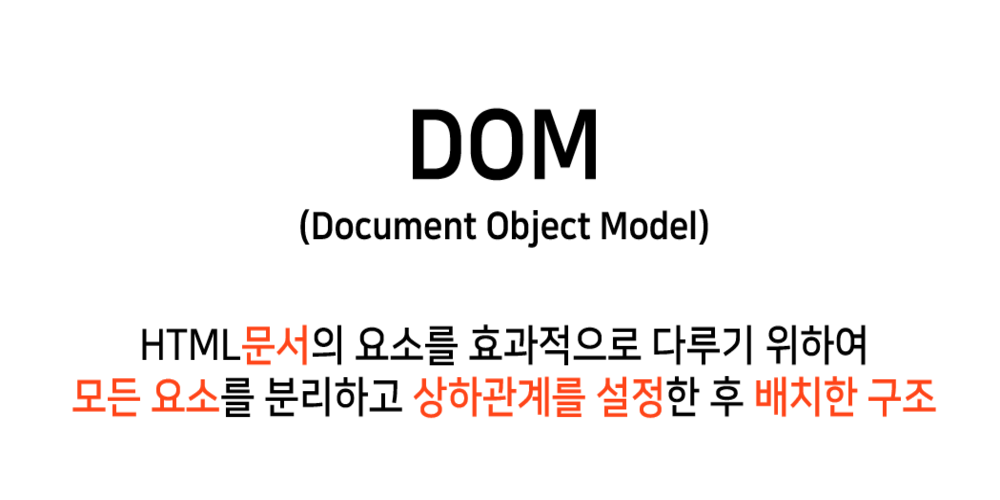 DOM
(Document Object Model)
HTML문서의 요소를 효과적으로 다루기 위하여
모든 요소를 분리하고 상하관계를 설정한 후 배치한 구조